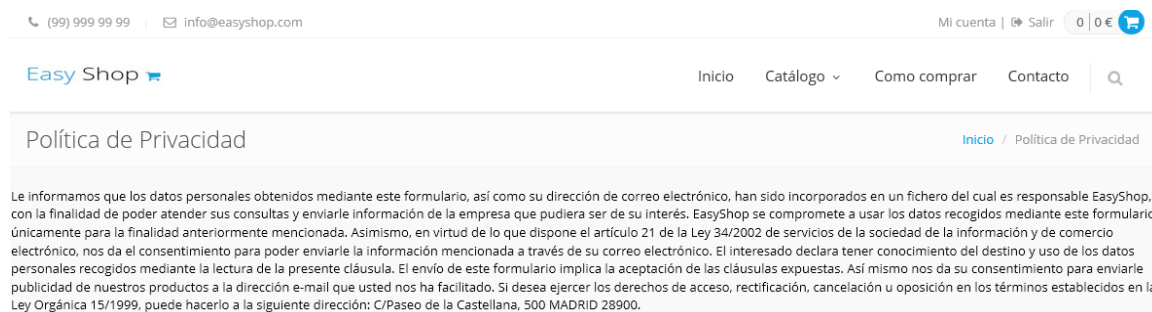 (99) 999 99 99 | info@easyshop.com Mi cuenta | Salir 0 | 0 €
Easy Shop Inicio Catálogo Como comprar Contacto
Política de Privacidad Inicio / Política de Privacidad
Le informamos que los datos personales obtenidos mediante este formulario, así como su dirección de correo electrónico, han sido incorporados en un fichero del cual es responsable EasyShop,
con la finalidad de poder atender sus consultas y enviarle información de la empresa que pudiera ser de su interés. EasyShop se compromete a usar los datos recogidos mediante este formulario
únicamente para la finalidad anteriormente mencionada. Asimismo, en virtud de lo que dispone el artículo 21 de la Ley 34/2002 de servicios de la sociedad de la información y de comercio
electrónico, nos da el consentimiento para poder enviarle la información mencionada a través de su correo electrónico. El interesado declara tener conocimiento del destino y uso de los datos
personales recogidos mediante la lectura de la presente cláusula. El envío de este formulario implica la aceptación de las cláusulas expuestas. Así mismo nos da su consentimiento para enviarle
publicidad de nuestros productos a la dirección e-mail que usted nos ha facilitado. Si desea ejercer los derechos de acceso, rectificación, cancelación u oposición en los términos establecidos en la
Ley Orgánica 15/1999, puede hacerlo a la siguiente dirección: C/Paseo de la Castellana, 500 MADRID 28900.